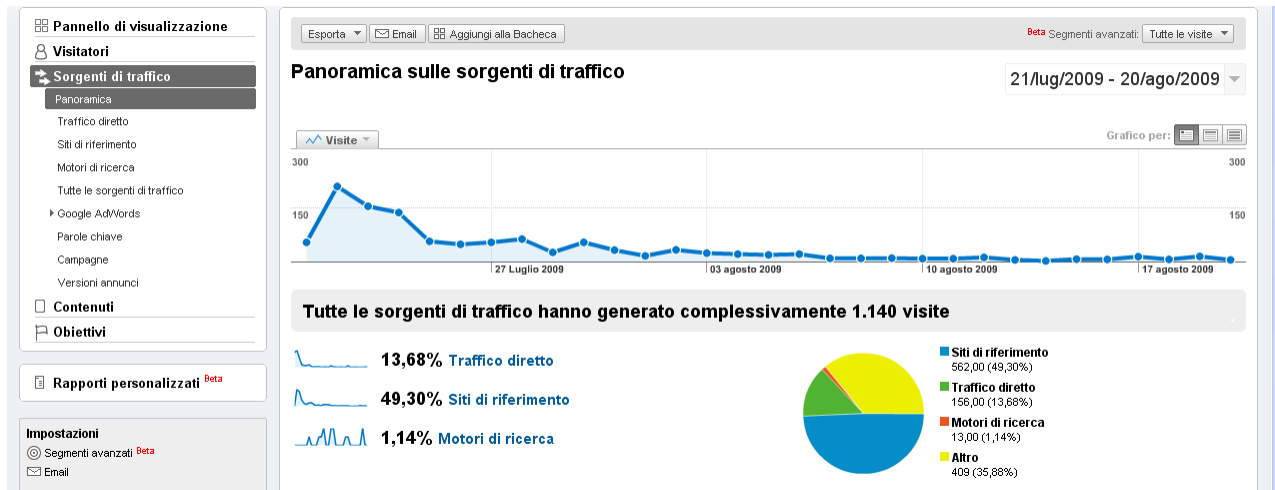 Pannello di visualizzazione
Visitatori
Sorgenti di traffico
Panoramica
Traffico diretto
Siti di riferimento
Motori di ricerca
Tutte le sorgenti di traffico
Google AdWords
Parole chiave
Campagne
Versioni annunci
Contenuti
Obiettivi
Rapporti personalizzati Beta
Impostazioni
Segmenti avanzati Beta
Email
Esporta Email Aggiungi alla Bacheca Beta Segmenti avanzati: Tutte le visite
Panoramica sulle sorgenti di traffico
21/lug/2009 - 20/ago/2009
Visite Grafico per:
300 300
150 150
27 Luglio 2009 03 agosto 2009 10 agosto 2009 17 agosto 2009
Tutte le sorgenti di traffico hanno generato complessivamente 1.140 visite
13,68% Traffico diretto
49,30% Siti di riferimento
1,14% Motori di ricerca
Siti di riferimento
562,00 (49,30%)
Traffico diretto
156,00 (13,68%)
Motori di ricerca
13,00 (1,14%)
Altro
409 (35,88%)